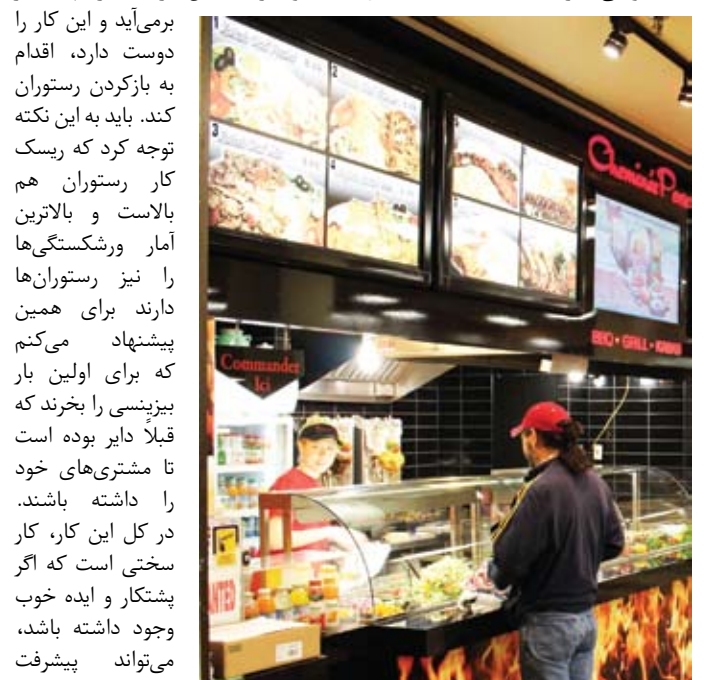 برمی‌آید و این کار را
دوست دارد، اقدام
به بازکردن رستوران
کند. باید به این نکته
توجه کرد که ریسک
کار رستوران هم
بالاست و بالاترین
آمار ورشکستگی‌ها
را نیز رستوران‌ها
دارند برای همین
پیشنهاد می‌کنم
که برای اولین بار
بیزینسی را بخرند که
قبلاً دایر بوده است
تا مشتری‌های خود
را داشته باشند.
در کل این کار، کار
سختی است که اگر
پشتکار و ایده خوب
وجود داشته باشد،
می‌تواند پیشرفت
1
2
3
4
BBQ • GRILL • KABAB
Commander
Ici